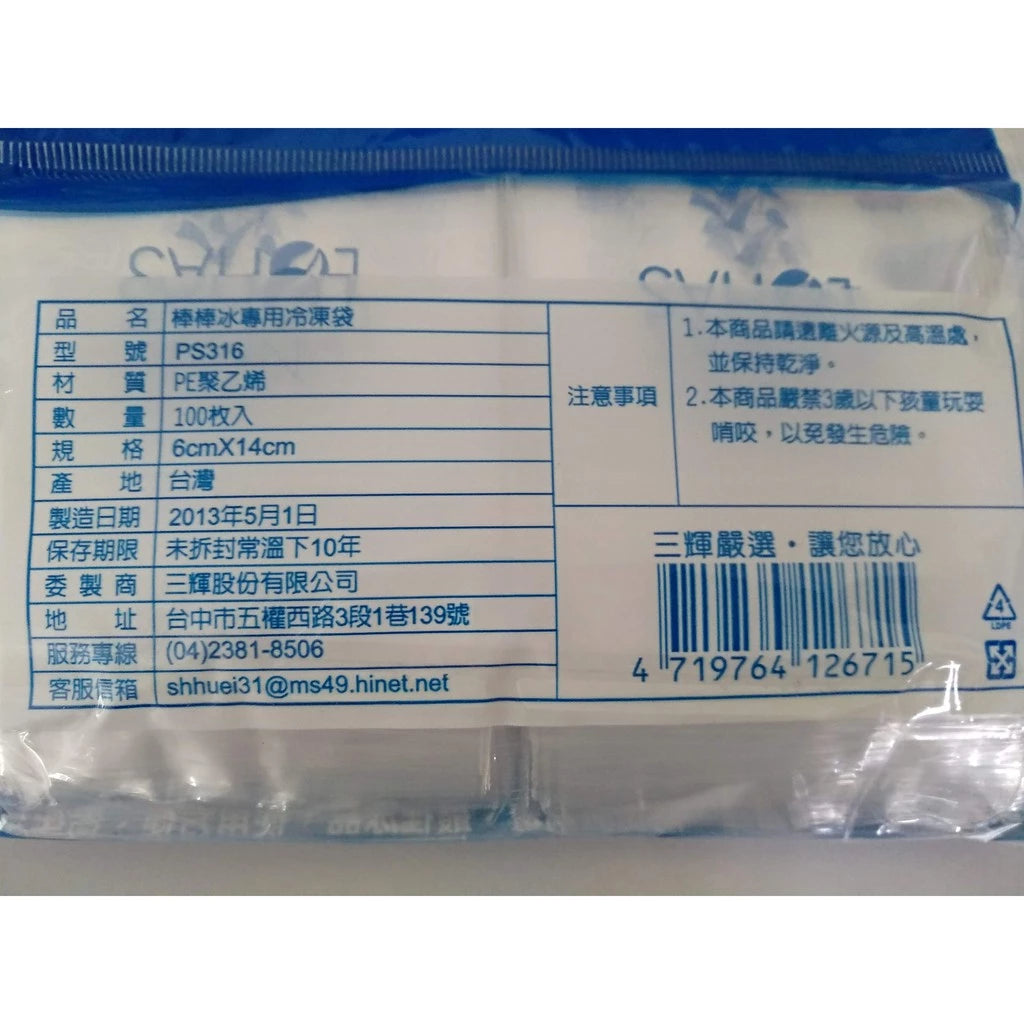 品名 棒棒冰專用冷凍袋
型號 PS316
材質 PE聚乙烯
數量 100枚入
規格 6cmX14cm
產地 台灣
製造日期 2013年5月1日
保存期限 未拆封常溫下10年
委製商 三輝股份有限公司
地址 台中市五權西路3段1巷139號
服務專線 (04)2381-8506
客服信箱 shhuei31@ms49.hinet.net
注意事項
1.本商品請遠離火源及高溫處，
並保持乾淨。
2.本商品嚴禁3歲以下孩童玩耍
啃咬，以免發生危險。
三輝嚴選・讓您放心
4 719764 126715
4
LDPE